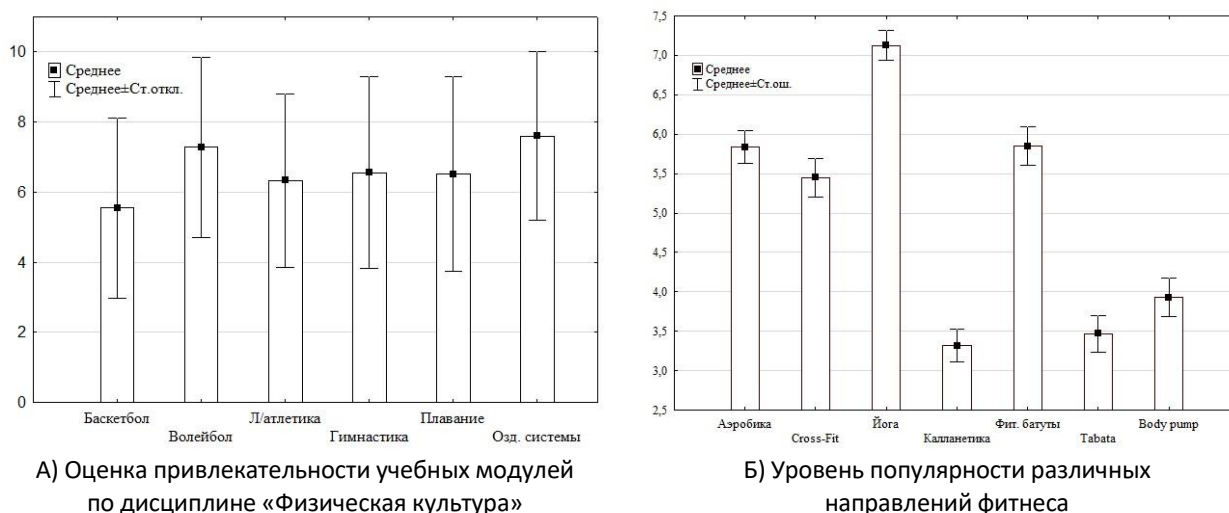 10
8
6
4
2
0
Среднее
Среднее±Ст.откл.
Баскетбол
Волейбол
Л/атлетика
Гимнастика
Плавание
Озд. системы
А) Оценка привлекательности учебных модулей
по дисциплине «Физическая культура»
7,5
7,0
6,5
6,0
5,5
5,0
4,5
4,0
3,5
3,0
2,5
Среднее
Среднее±Ст.ош.
Аэробика
Cross-Fit
Йога
Калланетика
Фит. батуты
Tabata
Body pump
Б) Уровень популярности различных
направлений фитнеса